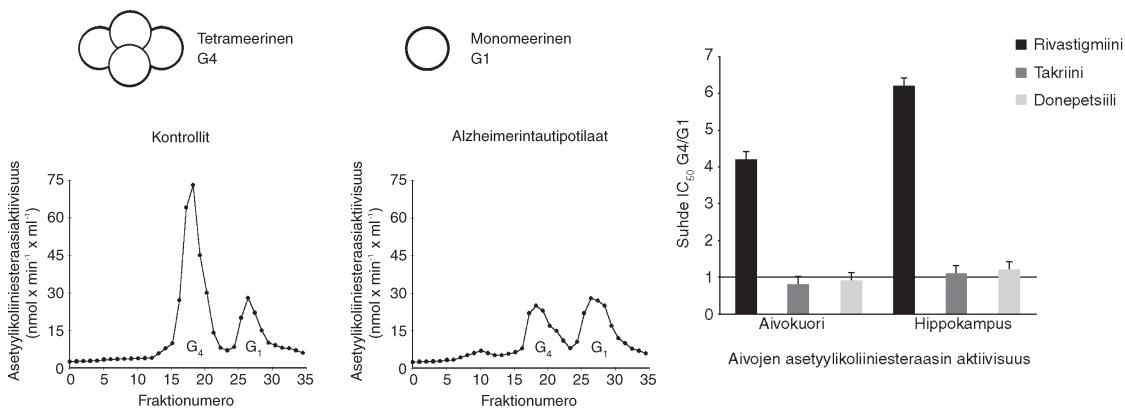 Tetrameerinen
G4
Monomeerinen
G1
Kontrollit
Asetyylikoliiniesteraasiaktiivisuus
(nmol x min⁻¹ x ml⁻¹)
75
60
45
30
15
0
G₄
G₁
0 5 10 15 20 25 30 35
Fraktionumero
Alzheimerintautipotilaat
Asetyylikoliiniesteraasiaktiivisuus
(nmol x min⁻¹ x ml⁻¹)
75
60
45
30
15
0
G₄
G₁
0 5 10 15 20 25 30 35
Fraktionumero
Rivastigmiini
Takriini
Donepetsiili
Suhde IC₅₀ G4/G1
7
6
5
4
3
2
1
0
Aivokuori Hippokampus
Aivojen asetyylikoliiniesteraasin aktiivisuus